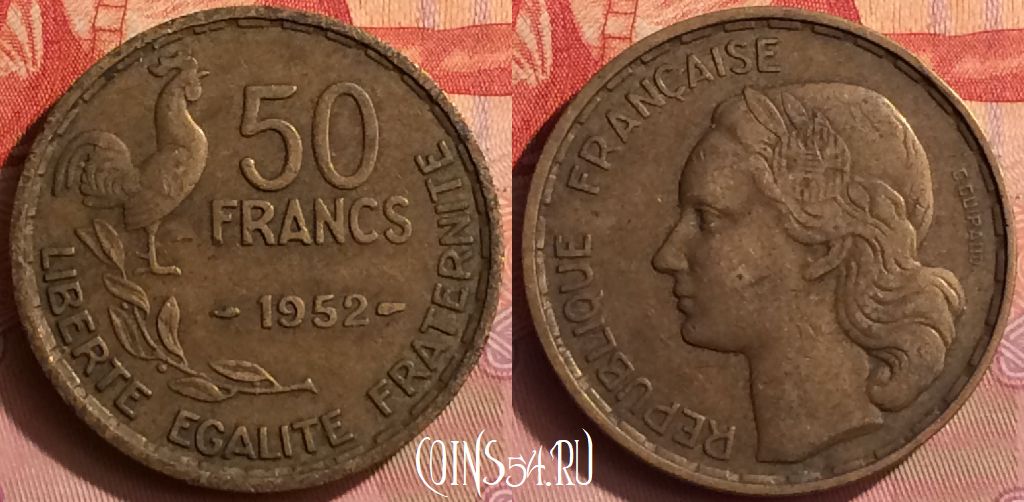 50
FRANCS
1952
LIBERTE EGALITE FRATERNITE
REPUBLIQUE FRANÇAISE
G.GUIRAUD
COINS54.RU